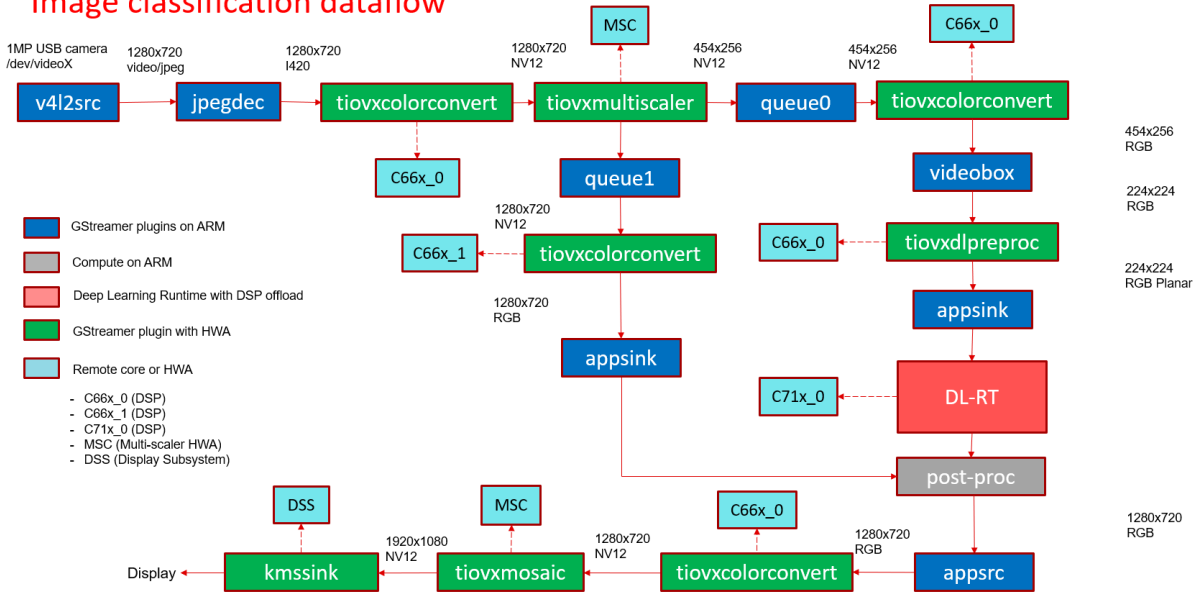 Image classification dataflow
1MP USB camera
/dev/videoX
1280x720
video/jpeg
1280x720
I420
1280x720
NV12
MSC
454x256
NV12
454x256
NV12
C66x_0
v4l2src
jpegdec
tiovxcolorconvert
tiovxmultiscaler
queue0
tiovxcolorconvert
454x256
RGB
C66x_0
queue1
videobox
224x224
RGB
1280x720
NV12
GStreamer plugins on ARM
C66x_1
tiovxcolorconvert
C66x_0
tiovxdlpreproc
Compute on ARM
224x224
RGB Planar
Deep Learning Runtime with DSP offload
1280x720
RGB
appsink
GStreamer plugin with HWA
appsink
Remote core or HWA
C71x_0
DL-RT
- C66x_0 (DSP)
- C66x_1 (DSP)
- C71x_0 (DSP)
- MSC (Multi-scaler HWA)
- DSS (Display Subsystem)
post-proc
DSS
MSC
C66x_0
1280x720
RGB
1920x1080
NV12
1280x720
NV12
1280x720
RGB
Display
kmssink
tiovxmosaic
tiovxcolorconvert
appsrc